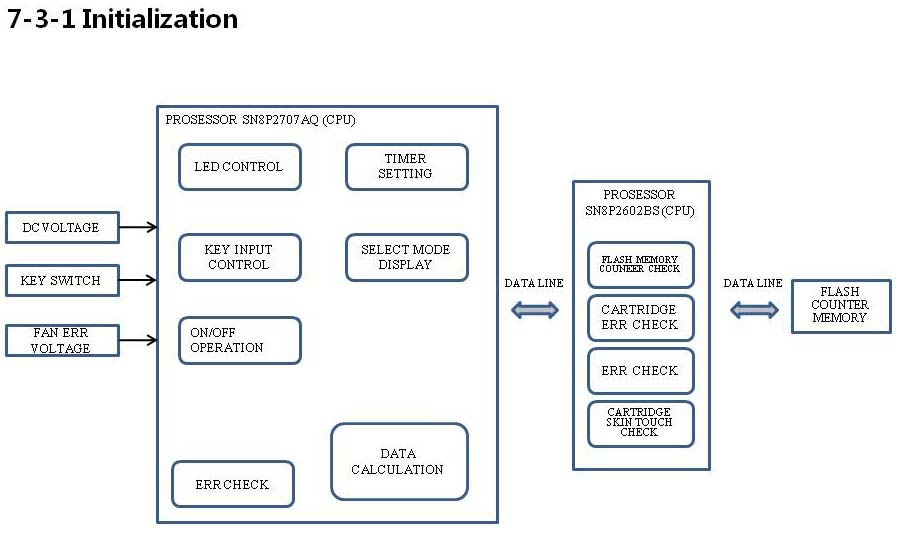 7-3-1 Initialization
PROSESSOR SN8P2707AQ (CPU)
LED CONTROL
TIMER
SETTING
DC VOLTAGE
KEY SWITCH
FAN ERR
VOLTAGE
KEY INPUT
CONTROL
SELECT MODE
DISPLAY
ON/OFF
OPERATION
DATA
CALCULATION
ERR CHECK
DATA LINE
PROSESSOR
SN8P2602BS (CPU)
FLASH MEMORY
COUNEER CHECK
CARTRIDGE
ERR CHECK
ERR CHECK
CARTRIDGE
SKIN TOUCH
CHECK
DATA LINE
FLASH
COUNTER
MEMORY